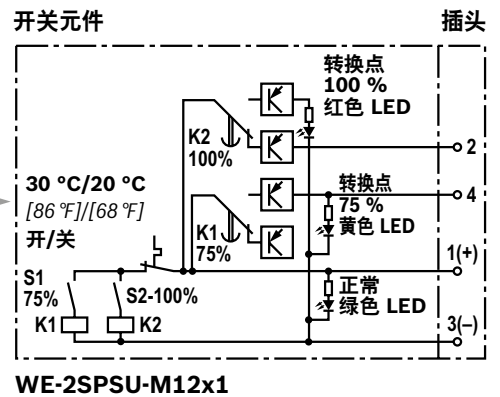 开关元件
插头
转换点
100 %
红色 LED
K2
100%
2
30 °C/20 °C
[86 °F]/[68 °F]
开/关
转换点
75 %
黄色 LED
4
K1
75%
1(+)
S1
75%
S2-100%
正常
绿色 LED
K1
K2
3(–)
WE-2SPSU-M12x1